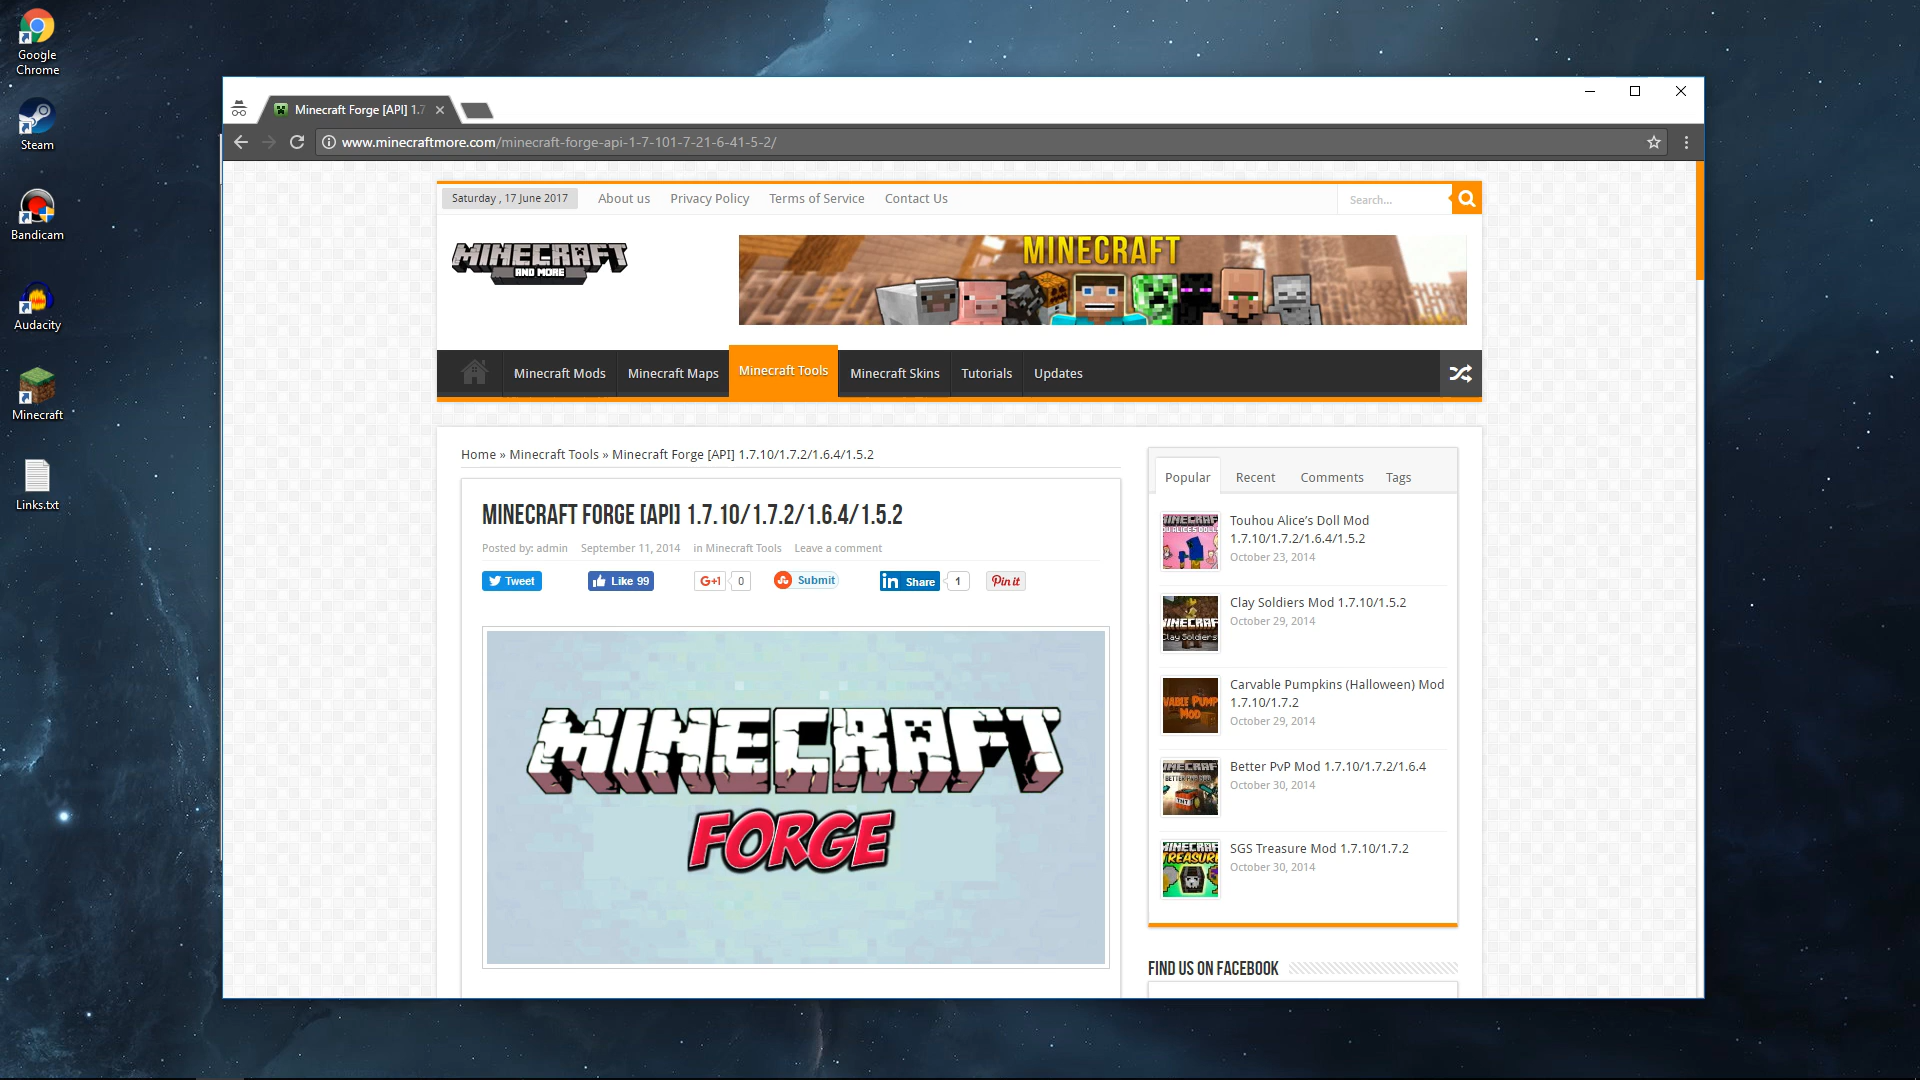 Google
Chrome
Steam
Bandicam
Audacity
Minecraft
Links.txt
Minecraft Forge [API] 1.7
www.minecraftmore.com/minecraft-forge-api-1-7-101-7-21-6-41-5-2/
Saturday , 17 June 2017
About us
Privacy Policy
Terms of Service
Contact Us
Search...
MINECRAFT
AND MORE
MINECRAFT
Minecraft Mods
Minecraft Maps
Minecraft Tools
Minecraft Skins
Tutorials
Updates
Home » Minecraft Tools » Minecraft Forge [API] 1.7.10/1.7.2/1.6.4/1.5.2
MINECRAFT FORGE [API] 1.7.10/1.7.2/1.6.4/1.5.2
Posted by: admin September 11, 2014 in Minecraft Tools Leave a comment
Tweet
Like 99
G+1 0
Submit
in Share 1
Pin it
MINECRAFT
FORGE
Popular
Recent
Comments
Tags
Touhou Alice’s Doll Mod
1.7.10/1.7.2/1.6.4/1.5.2
October 23, 2014
Clay Soldiers
Clay Soldiers Mod 1.7.10/1.5.2
October 29, 2014
Carvable Pumpkins (Halloween) Mod
1.7.10/1.7.2
October 29, 2014
Better PvP Mod 1.7.10/1.7.2/1.6.4
October 30, 2014
SGS Treasure Mod 1.7.10/1.7.2
October 30, 2014
FIND US ON FACEBOOK